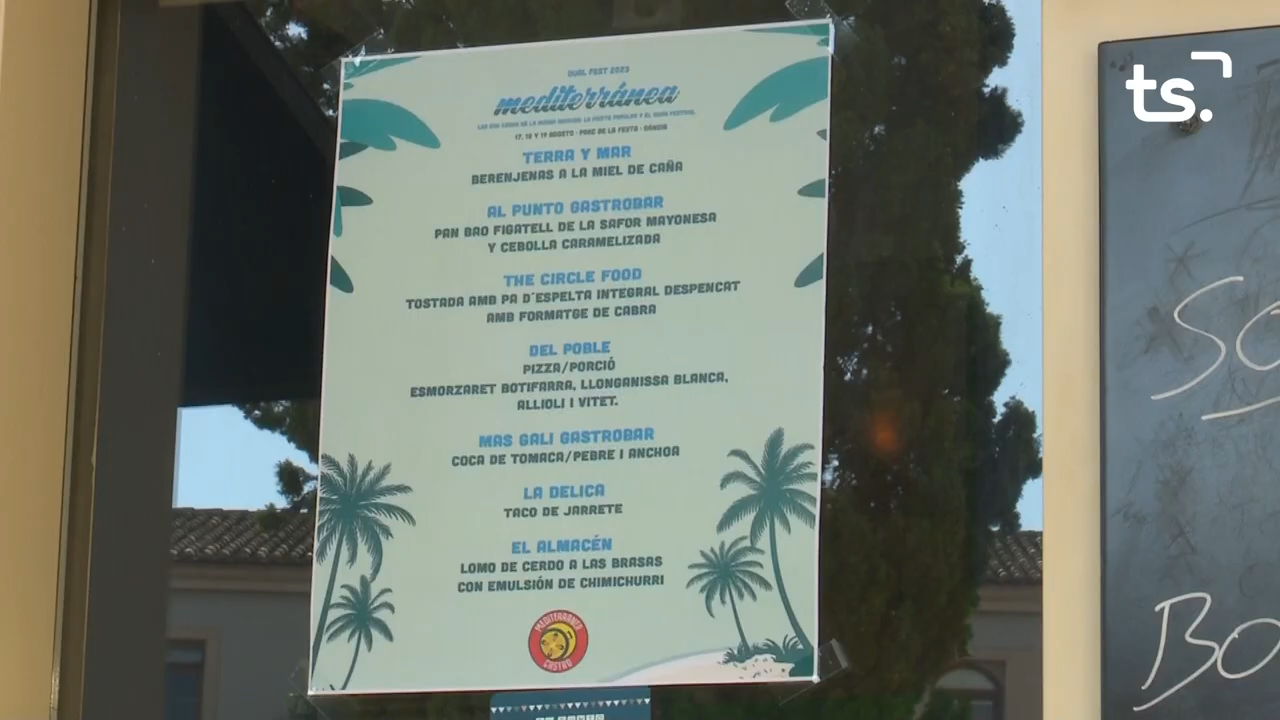 ts.
DUAL FEST 2023
mediterránea
17, 18 Y 19 AGOSTO · PARC DE LA FESTA · GANDIA
TERRA Y MAR
BERENJENAS A LA MIEL DE CAÑA
AL PUNTO GASTROBAR
PAN BAO FIGATELL DE LA SAFOR MAYONESA
Y CEBOLLA CARAMELIZADA
THE CIRCLE FOOD
TOSTADA AMB PA D'ESPELTA INTEGRAL DESPENCAT
AMB FORMATGE DE CABRA
DEL POBLE
PIZZA/PORCIÓ
ESMORZARET BOTIFARRA, LLONGANISSA BLANCA,
ALLIOLI I VITET.
MAS GALI GASTROBAR
COCA DE TOMACA/PEBRE I ANCHOA
LA DELICA
TACO DE JARRETE
EL ALMACÉN
LOMO DE CERDO A LAS BRASAS
CON EMULSIÓN DE CHIMICHURRI
MEDITERRÁNEA
GASTRO
SO
BO